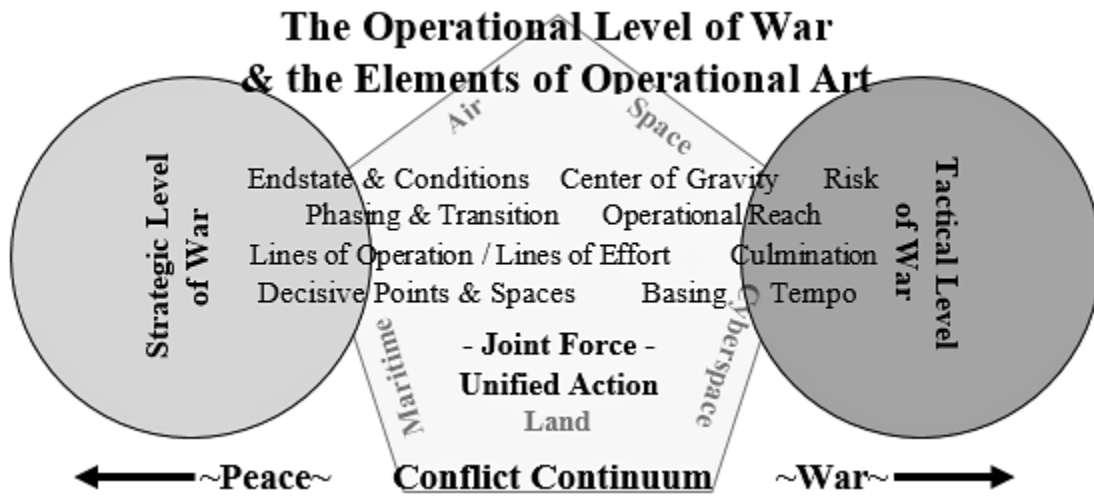 The Operational Level of War
& the Elements of Operational Art
Air
Space
Strategic Level
of War
Endstate & Conditions Center of Gravity Risk
Phasing & Transition Operational Reach
Lines of Operation / Lines of Effort Culmination
Decisive Points & Spaces Basing Tempo
Tactical Level
of War
Maritime
Cyberspace
- Joint Force -
Unified Action
Land
~Peace~ Conflict Continuum ~War~